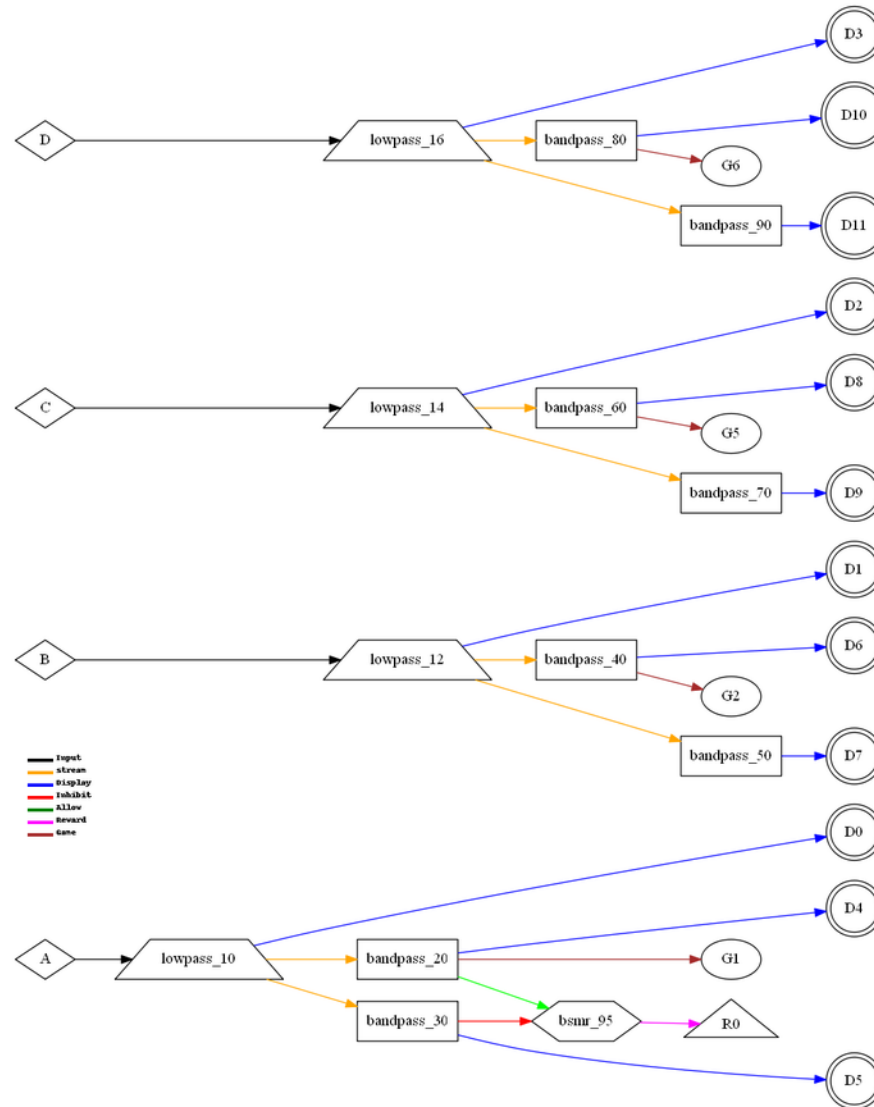 D3
D10
D
lowpass_16
bandpass_80
G6
bandpass_90
D11
D2
D8
C
lowpass_14
bandpass_60
G5
bandpass_70
D9
D1
D6
B
lowpass_12
bandpass_40
G2
bandpass_50
D7
Input
stream
Display
Inhibit
Allow
Reward
Game
D0
D4
A
lowpass_10
bandpass_20
G1
bandpass_30
bsmr_95
R0
D5